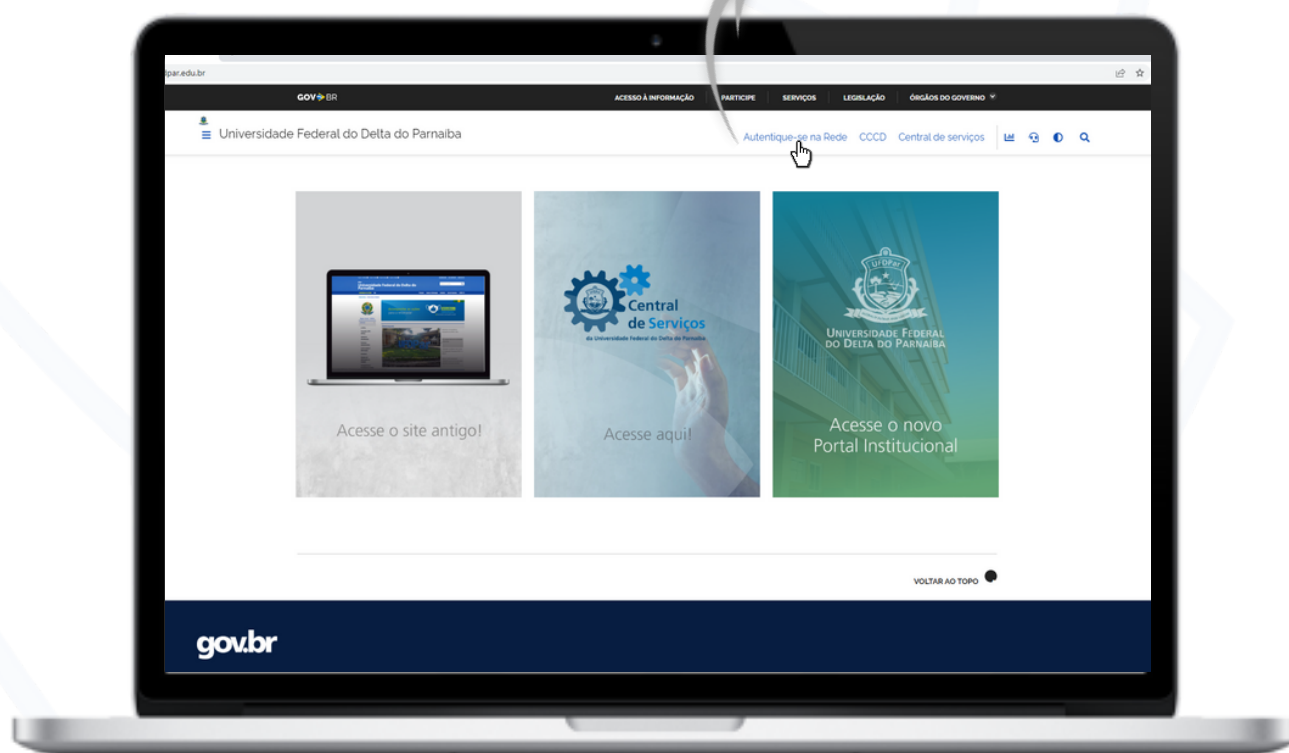 lpar.edu.br
GOV BR
ACESSO À INFORMAÇÃO PARTICIPE SERVIÇOS LEGISLAÇÃO ÓRGÃOS DO GOVERNO
Universidade Federal do Delta do Parnaíba
Autentique-se na Rede CCCD Central de serviços
Acesse o site antigo!
Central
de Serviços
da Universidade Federal do Delta do Parnaíba
Acesse aqui!
UFDPar
UNIVERSIDADE FEDERAL
DO DELTA DO PARNAÍBA
Acesse o novo
Portal Institucional
VOLTAR AO TOPO
gov.br